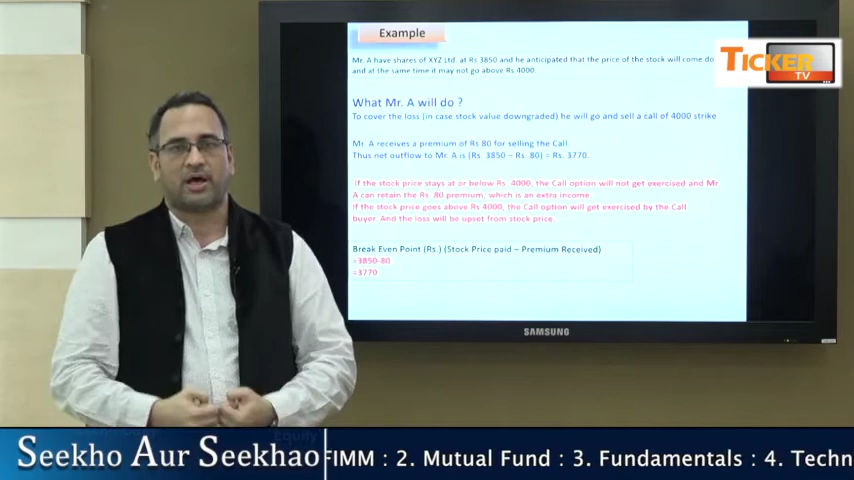 Example
Mr. A have shares of XYZ Ltd. at Rs 3850 and he anticipated that the price of the stock will come do
and at the same time it may not go above Rs 4000.
TICKER
TV
What Mr. A will do ?
To cover the loss (in case stock value downgraded) he will go and sell a call of 4000 strike
Mr. A receives a premium of Rs 80 for selling the Call.
Thus net outflow to Mr. A is (Rs. 3850 – Rs. 80) = Rs. 3770.
If the stock price stays at or below Rs. 4000, the Call option will not get exercised and Mr.
A can retain the Rs. 80 premium, which is an extra income.
If the stock price goes above Rs 4000, the Call option will get exercised by the Call
buyer. And the loss will be upset from stock price.
Break Even Point (Rs.) (Stock Price paid – Premium Received)
=3850-80
=3770
SAMSUNG
Equity
Seekho Aur Seekhao
FIMM : 2. Mutual Fund : 3. Fundamentals : 4. Techn